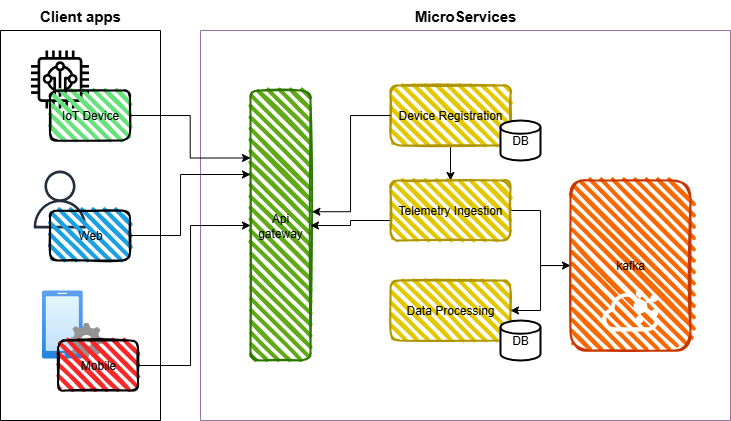 Client apps
MicroServices
IoT Device
Device Registration
DB
Telemetry Ingestion
Web
Api
gateway
kafka
Data Processing
DB
Mobile